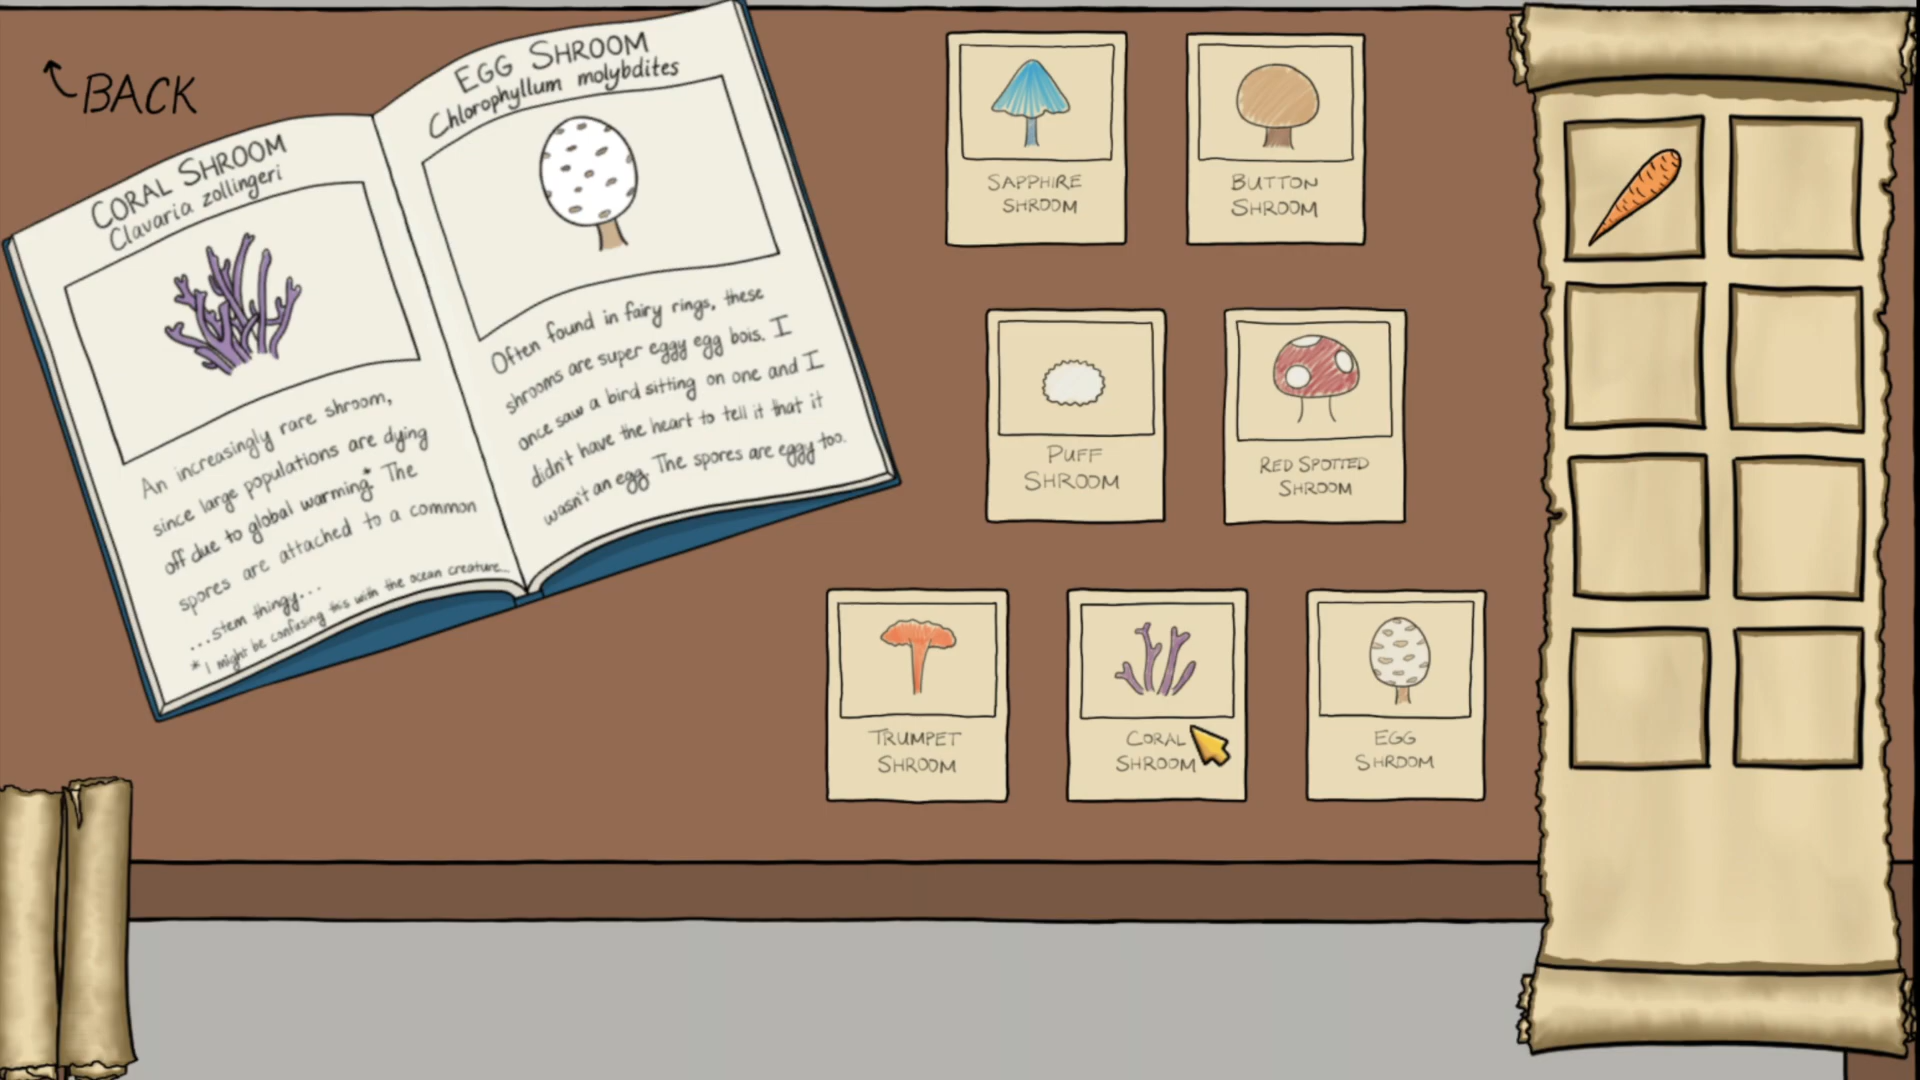 BACK
CORAL SHROOM
Clavaria zollingeri
An increasingly rare shroom,
since large populations are dying
off due to global warming.* The
spores are attached to a common
...stem thingy...
* I might be confusing this with the ocean creature...
EGG SHROOM
Chlorophyllum molybdites
Often found in fairy rings, these
shrooms are super eggy egg bois. I
once saw a bird sitting on one and I
didn't have the heart to tell it that it
wasn't an egg. The spores are eggy too.
SAPPHIRE
SHROOM
BUTTON
SHROOM
PUFF
SHROOM
RED SPOTTED
SHROOM
TRUMPET
SHROOM
CORAL
SHROOM
EGG
SHROOM